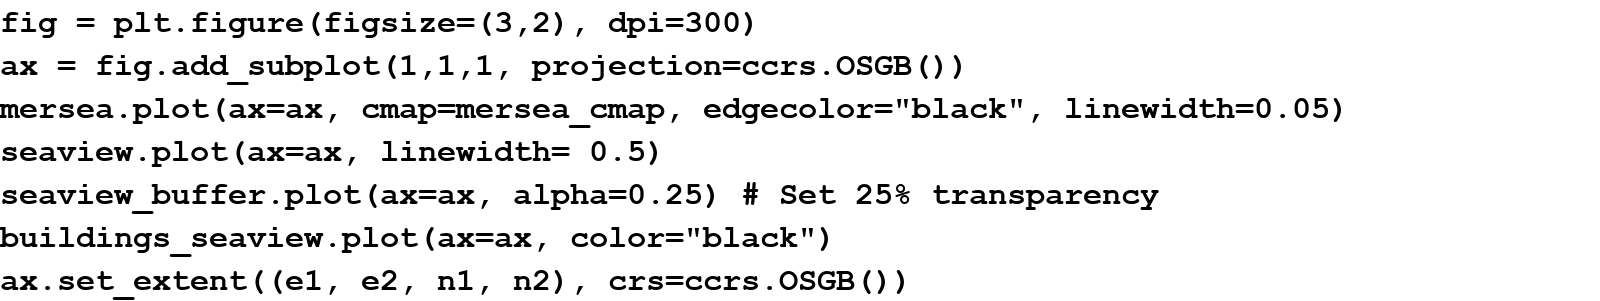 fig = plt.figure(figsize=(3,2), dpi=300)
ax = fig.add_subplot(1,1,1, projection=ccrs.OSGB())
mersea.plot(ax=ax, cmap=mersea_cmap, edgecolor="black", linewidth=0.05)
seaview.plot(ax=ax, linewidth= 0.5)
seaview_buffer.plot(ax=ax, alpha=0.25) # Set 25% transparency
buildings_seaview.plot(ax=ax, color="black")
ax.set_extent((e1, e2, n1, n2), crs=ccrs.OSGB())